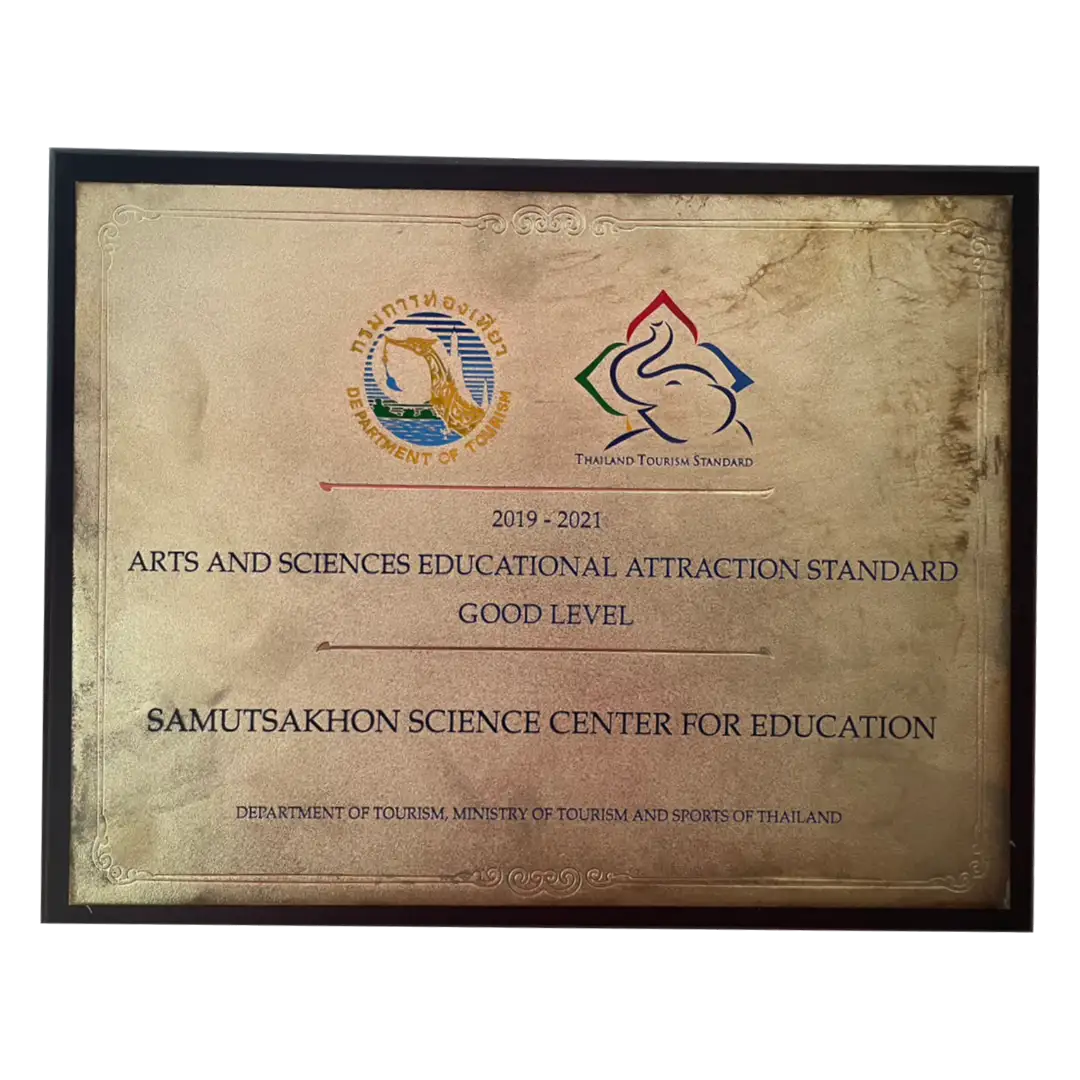 กรมการท่องเที่ยว
DEPARTMENT OF TOURISM
THAILAND TOURISM STANDARD
2019 - 2021
ARTS AND SCIENCES EDUCATIONAL ATTRACTION STANDARD
GOOD LEVEL
SAMUTSAKHON SCIENCE CENTER FOR EDUCATION
DEPARTMENT OF TOURISM, MINISTRY OF TOURISM AND SPORTS OF THAILAND